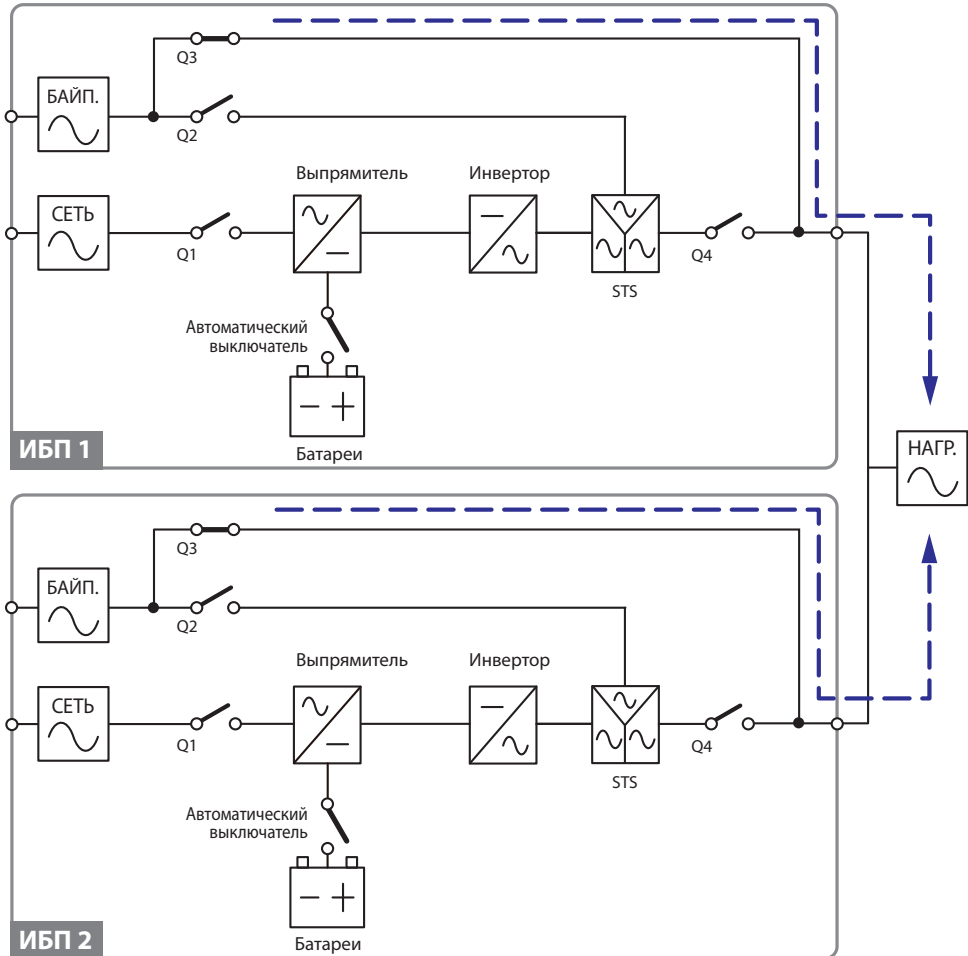 Q3
БАЙП.
Q2
Выпрямитель
Инвертор
СЕТЬ
Q1
STS
Q4
Автоматический
выключатель
Батареи
ИБП 1
НАГР.
Q3
БАЙП.
Q2
Выпрямитель
Инвертор
СЕТЬ
Q1
STS
Q4
Автоматический
выключатель
Батареи
ИБП 2